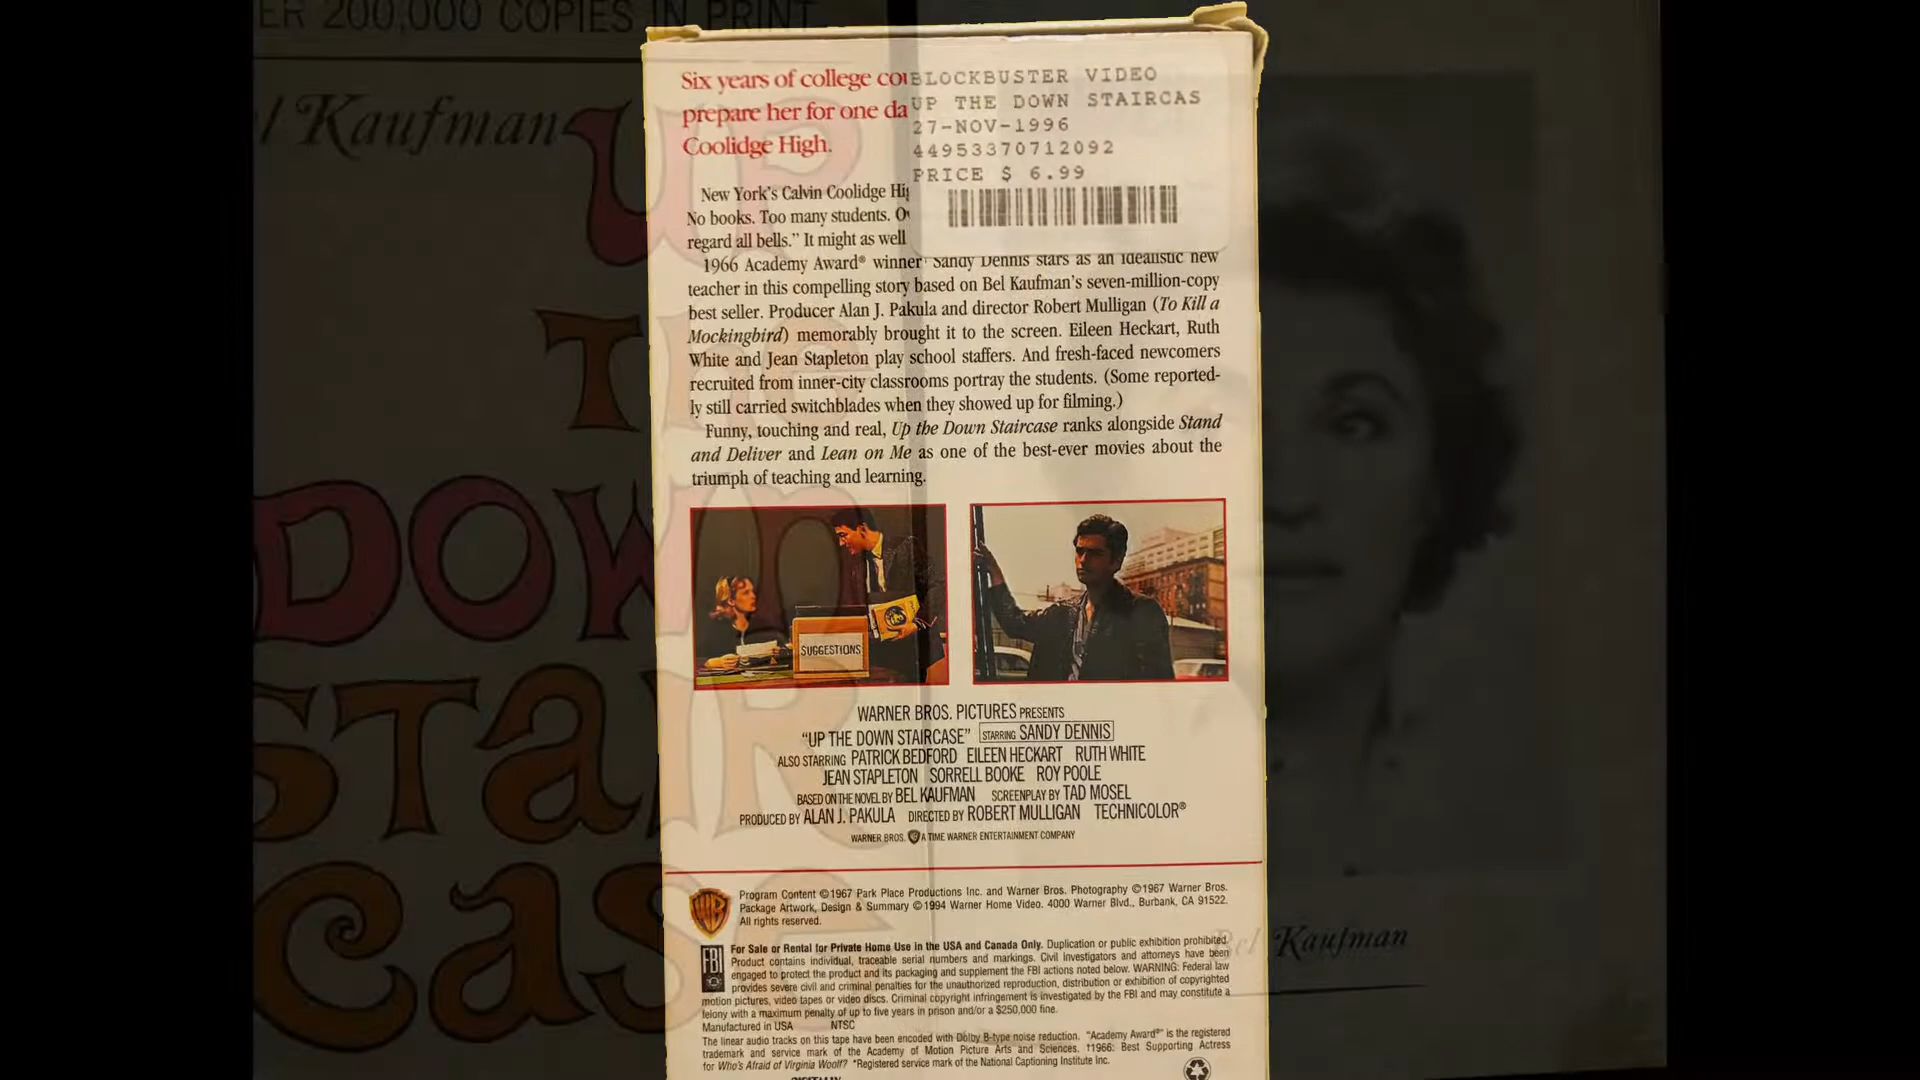 ER 200,000 COPIES IN PRINT
l Kaufman
UP
THE
DOWN
STAIR
CASE
Six years of college
prepare her for one da
Coolidge High.
BLOCKBUSTER VIDEO
UP THE DOWN STAIRCAS
27-NOV-1996
44953370712092
PRICE $ 6.99
New York's Calvin Coolidge
No books. Too many students.
regard all bells." It might as well
1966 Academy Award® winner† Sandy Dennis stars as an idealistic new
teacher in this compelling story based on Bel Kaufman's seven-million-copy
best seller. Producer Alan J. Pakula and director Robert Mulligan (To Kill a
Mockingbird) memorably brought it to the screen. Eileen Heckart, Ruth
White and Jean Stapleton play school staffers. And fresh-faced newcomers
recruited from inner-city classrooms portray the students. (Some reported-
ly still carried switchblades when they showed up for filming.)
Funny, touching and real, Up the Down Staircase ranks alongside Stand
and Deliver and Lean on Me as one of the best-ever movies about the
triumph of teaching and learning.
SUGGESTIONS
WARNER BROS. PICTURES PRESENTS
"UP THE DOWN STAIRCASE" STARRING SANDY DENNIS
ALSO STARRING PATRICK BEDFORD EILEEN HECKART RUTH WHITE
JEAN STAPLETON SORRELL BOOKE ROY POOLE
BASED ON THE NOVEL BY BEL KAUFMAN SCREENPLAY BY TAD MOSEL
PRODUCED BY ALAN J. PAKULA DIRECTED BY ROBERT MULLIGAN TECHNICOLOR®
WARNER BROS. A TIME WARNER ENTERTAINMENT COMPANY
WB
Program Content ©1967 Park Place Productions Inc. and Warner Bros. Photography ©1967 Warner Bros.
Package Artwork, Design & Summary ©1994 Warner Home Video. 4000 Warner Blvd., Burbank, CA 91522.
All rights reserved.
Bel Kaufman
FBI
For Sale or Rental for Private Home Use in the USA and Canada Only. Duplication or public exhibition prohibited.
Product contains individual, traceable serial numbers and markings. Civil investigators and attorneys have been
engaged to protect the product and its packaging and supplement the FBI actions noted below. WARNING: Federal law
provides severe civil and criminal penalties for the unauthorized reproduction, distribution or exhibition of copyrighted
motion pictures, video tapes or video discs. Criminal copyright infringement is investigated by the FBI and may constitute a
felony with a maximum penalty of up to five years in prison and/or a $250,000 fine.
Manufactured in USA NTSC
The linear audio tracks on this tape have been encoded with Dolby B-type noise reduction. "Academy Award®" is the registered
trademark and service mark of the Academy of Motion Picture Arts and Sciences. †1966: Best Supporting Actress
for Who's Afraid of Virginia Woolf? *Registered service mark of the National Captioning Institute Inc.